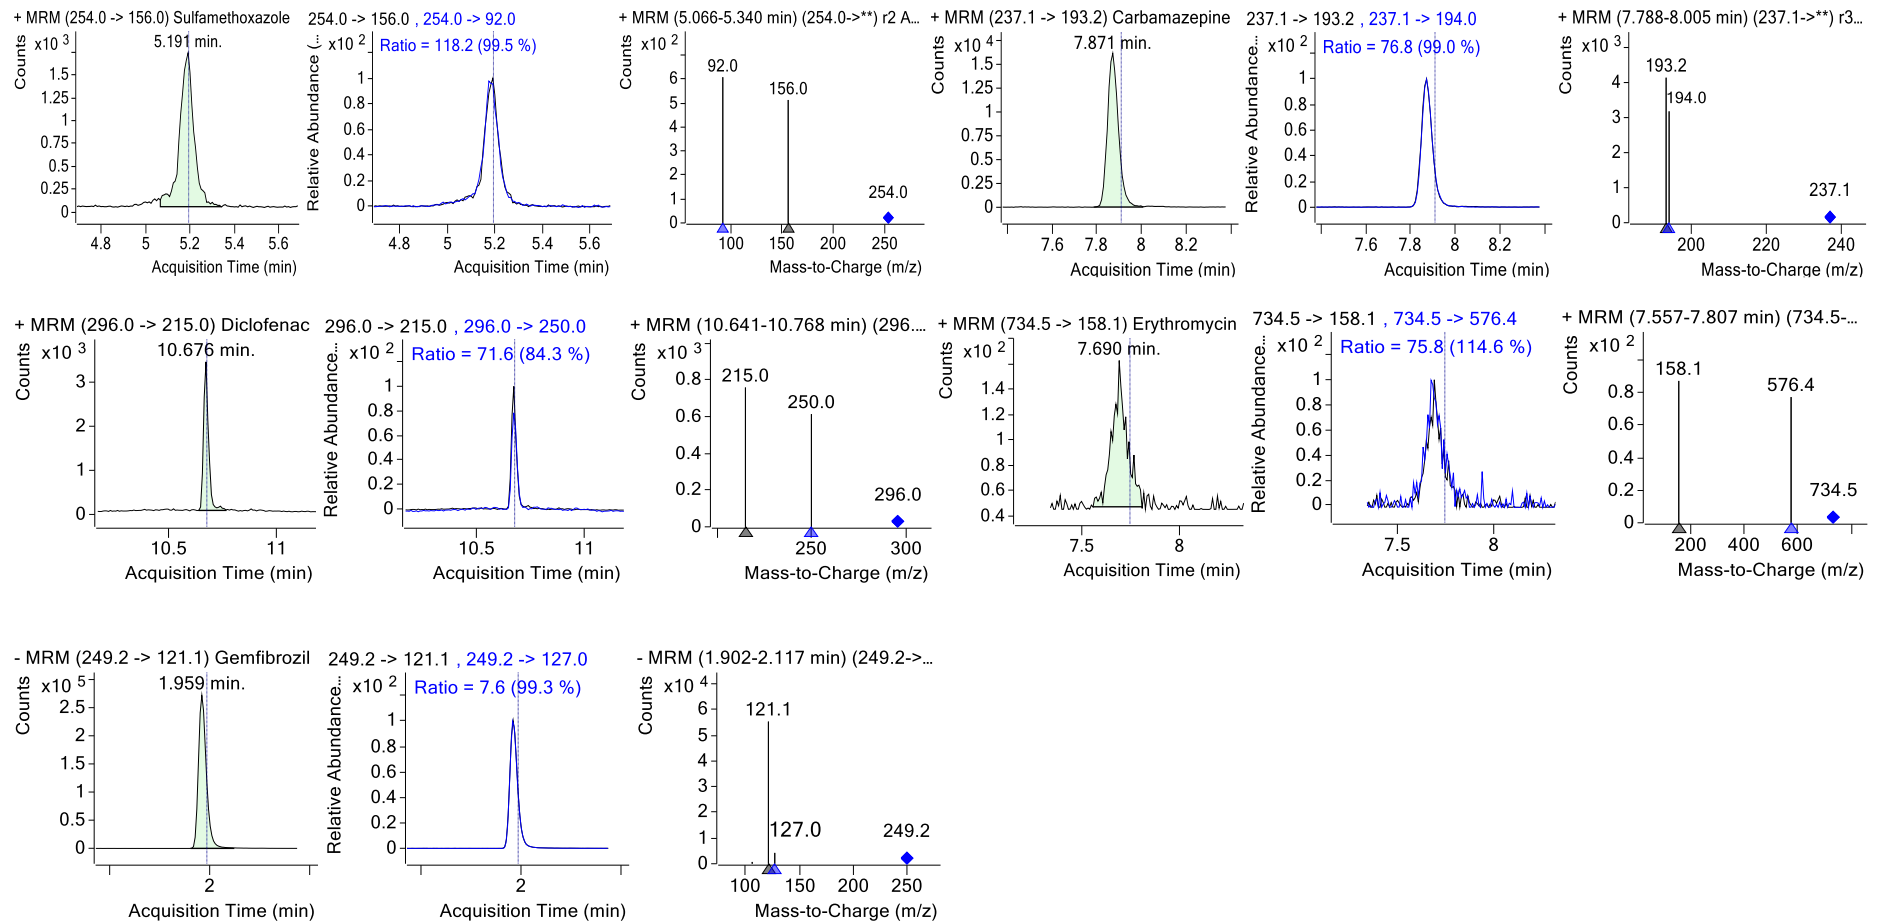 + MRM (254.0 -> 156.0) Sulfamethoxazole
Counts
x10 3
5.191 min.
1.5
1.25
1
0.75
0.5
0.25
0
4.8 5 5.2 5.4 5.6
Acquisition Time (min)
254.0 -> 156.0 , 254.0 -> 92.0
Relative Abundance (...
x10 2
Ratio = 118.2 (99.5 %)
1
0.8
0.6
0.4
0.2
0
4.8 5 5.2 5.4 5.6
Acquisition Time (min)
+ MRM (5.066-5.340 min) (254.0->**) r2 A...
Counts
x10 2
92.0
156.0
254.0
6
5
4
3
2
1
0
100 150 200 250
Mass-to-Charge (m/z)
+ MRM (237.1 -> 193.2) Carbamazepine
Counts
x10 4
7.871 min.
1.5
1.25
1
0.75
0.5
0.25
0
7.6 7.8 8 8.2
Acquisition Time (min)
237.1 -> 193.2 , 237.1 -> 194.0
Relative Abundance...
x10 2
Ratio = 76.8 (99.0 %)
1
0.8
0.6
0.4
0.2
0
7.6 7.8 8 8.2
Acquisition Time (min)
+ MRM (7.788-8.005 min) (237.1->**) r3...
Counts
x10 3
193.2
194.0
237.1
4
3
2
1
0
200 220 240
Mass-to-Charge (m/z)
+ MRM (296.0 -> 215.0) Diclofenac
Counts
x10 3
10.676 min.
3
2
1
0
10.5 11
Acquisition Time (min)
296.0 -> 215.0 , 296.0 -> 250.0
Relative Abundance...
x10 2
Ratio = 71.6 (84.3 %)
1
0.8
0.6
0.4
0.2
0
10.5 11
Acquisition Time (min)
+ MRM (10.641-10.768 min) (296....
Counts
x10 3
215.0
250.0
296.0
0.8
0.6
0.4
0.2
0
250 300
Mass-to-Charge (m/z)
+ MRM (734.5 -> 158.1) Erythromycin
Counts
x10 2
7.690 min.
1.6
1.4
1.2
1
0.8
0.6
0.4
7.5 8
Acquisition Time (min)
734.5 -> 158.1 , 734.5 -> 576.4
Relative Abundance...
x10 2
Ratio = 75.8 (114.6 %)
1
0.8
0.6
0.4
0.2
0
7.5 8
Acquisition Time (min)
+ MRM (7.557-7.807 min) (734.5-...
Counts
x10 2
158.1
576.4
734.5
0.8
0.6
0.4
0.2
0
200 400 600
Mass-to-Charge (m/z)
- MRM (249.2 -> 121.1) Gemfibrozil
Counts
x10 5
1.959 min.
2.5
2
1.5
1
0.5
0
2
Acquisition Time (min)
249.2 -> 121.1 , 249.2 -> 127.0
Relative Abundance...
x10 2
Ratio = 7.6 (99.3 %)
1
0.8
0.6
0.4
0.2
0
2
Acquisition Time (min)
- MRM (1.902-2.117 min) (249.2->...
Counts
x10 4
121.1
127.0
249.2
6
5
4
3
2
1
0
100 150 200 250
Mass-to-Charge (m/z)